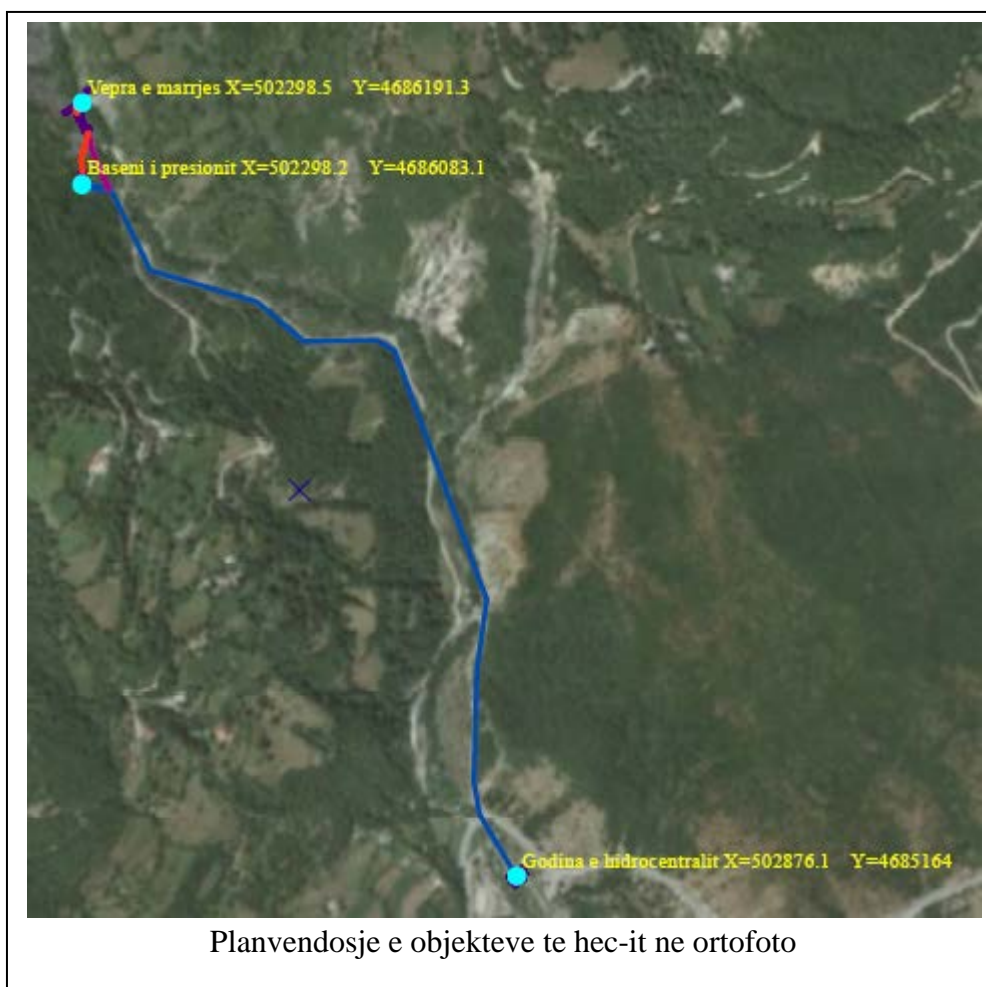 Vepra e marrjes X=502298.5 Y=4686191.3
Baseni i presionit X=502298.2 Y=4686083.1
Godina e hidrocentralit X=502876.1 Y=4685164
Planvendosje e objekteve te hec-it ne ortofoto